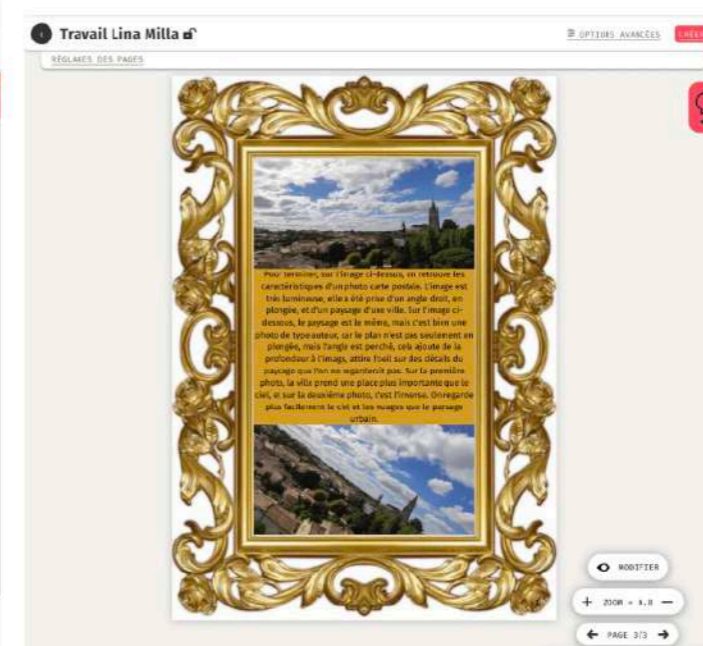 Travail Lina Milla
OPTIONS AVANCÉES
CRÉER
RÉGLAGES DES PAGES
Pour terminer, sur l'image ci-dessus, on retrouve les
caractéristiques d'un photo carte postale. L'image est
très lumineuse, elle a été prise d'un angle droit, en
plongée, et d'un paysage d'une ville. Sur l'image ci-
dessous, le paysage est le même, mais c'est bien une
photo de type auteur, car le plan n'est pas seulement en
plongée, mais l'angle est perché, cela ajoute de la
profondeur à l'image, attire l'oeil sur des détails du
paysage que l'on ne regarderait pas. Sur la première
photo, la ville prend une place plus importante que le
ciel, et sur la deuxième photo, c'est l'inverse. On regarde
plus facilement le ciel et les nuages que le paysage
urbain.
MODIFIER
ZOOM =
PAGE 3/3